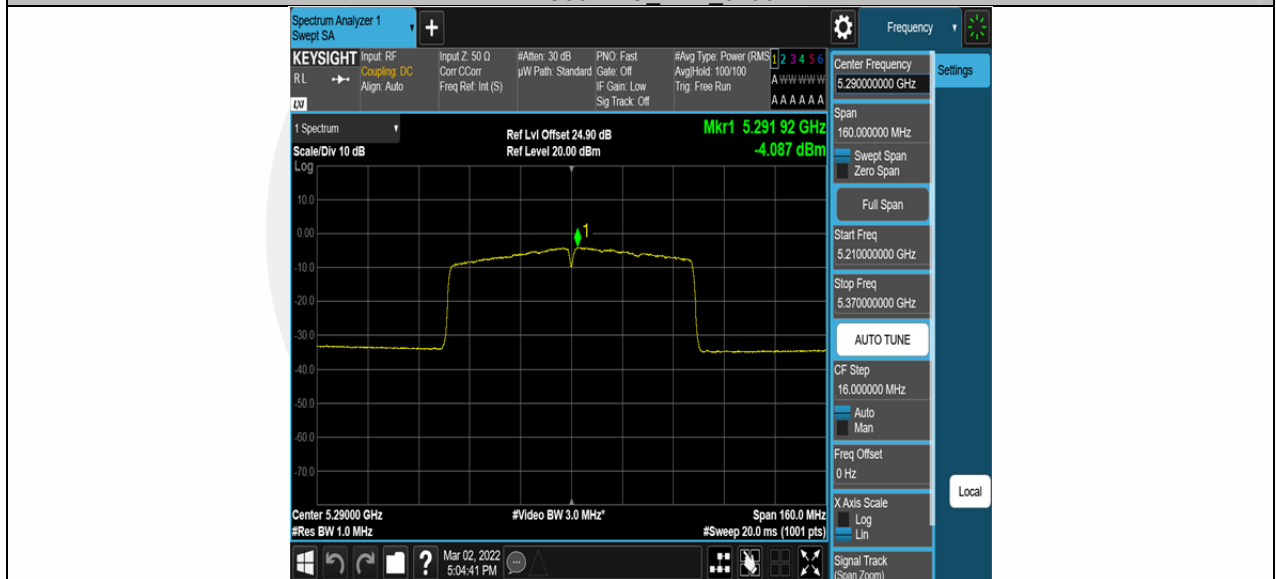 Spectrum Analyzer 1
Swept SA
Frequency
KEYSIGHT
RL
LXI
Input: RF
Coupling: DC
Align: Auto
Input Z: 50 Ω
Corr CCorr
Freq Ref: Int (S)
#Atten: 30 dB
µW Path: Standard
PNO: Fast
Gate: Off
IF Gain: Low
Sig Track: Off
#Avg Type: Power (RMS
Avg|Hold: 100/100
Trig: Free Run
1 2 3 4 5 6
A W W W W W
A A A A A A
1 Spectrum
Scale/Div 10 dB
Log
Ref Lvl Offset 24.90 dB
Ref Level 20.00 dBm
Mkr1 5.291 92 GHz
-4.087 dBm
10.0
0.00
-10.0
-20.0
-30.0
-40.0
-50.0
-60.0
-70.0
1
Center 5.29000 GHz
#Res BW 1.0 MHz
#Video BW 3.0 MHz*
Span 160.0 MHz
#Sweep 20.0 ms (1001 pts)
Mar 02, 2022
5:04:41 PM
Center Frequency
5.290000000 GHz
Settings
Span
160.000000 MHz
Swept Span
Zero Span
Full Span
Start Freq
5.210000000 GHz
Stop Freq
5.370000000 GHz
AUTO TUNE
CF Step
16.000000 MHz
Auto
Man
Freq Offset
0 Hz
X Axis Scale
Log
Lin
Local
Signal Track
(Span Zoom)